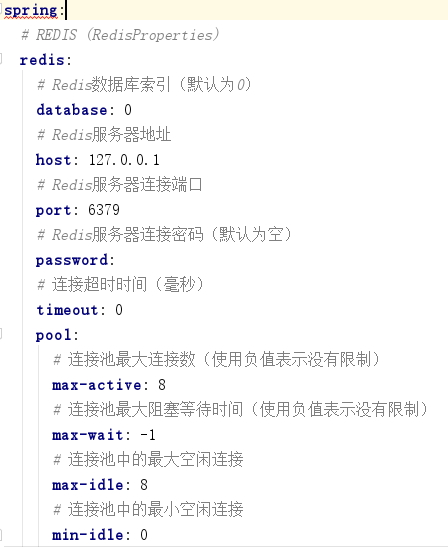 spring:
# REDIS (RedisProperties)
redis:
# Redis数据库索引（默认为0）
database: 0
# Redis服务器地址
host: 127.0.0.1
# Redis服务器连接端口
port: 6379
# Redis服务器连接密码（默认为空）
password:
# 连接超时时间（毫秒）
timeout: 0
pool:
# 连接池最大连接数（使用负值表示没有限制）
max-active: 8
# 连接池最大阻塞等待时间（使用负值表示没有限制）
max-wait: -1
# 连接池中的最大空闲连接
max-idle: 8
# 连接池中的最小空闲连接
min-idle: 0